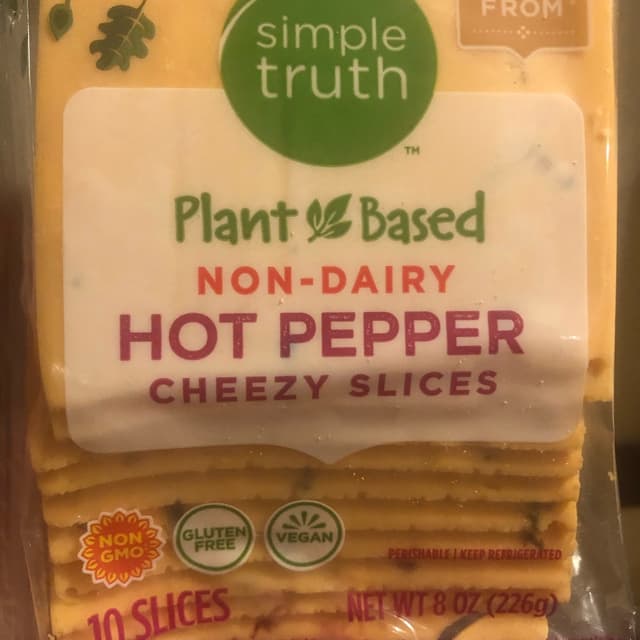 FROM
simple
truth
TM
Plant Based
NON-DAIRY
HOT PEPPER
CHEEZY SLICES
NON
GMO
GLUTEN
FREE
VEGAN
PERISHABLE | KEEP REFRIGERATED
10 SLICES
NET WT 8 OZ (226g)